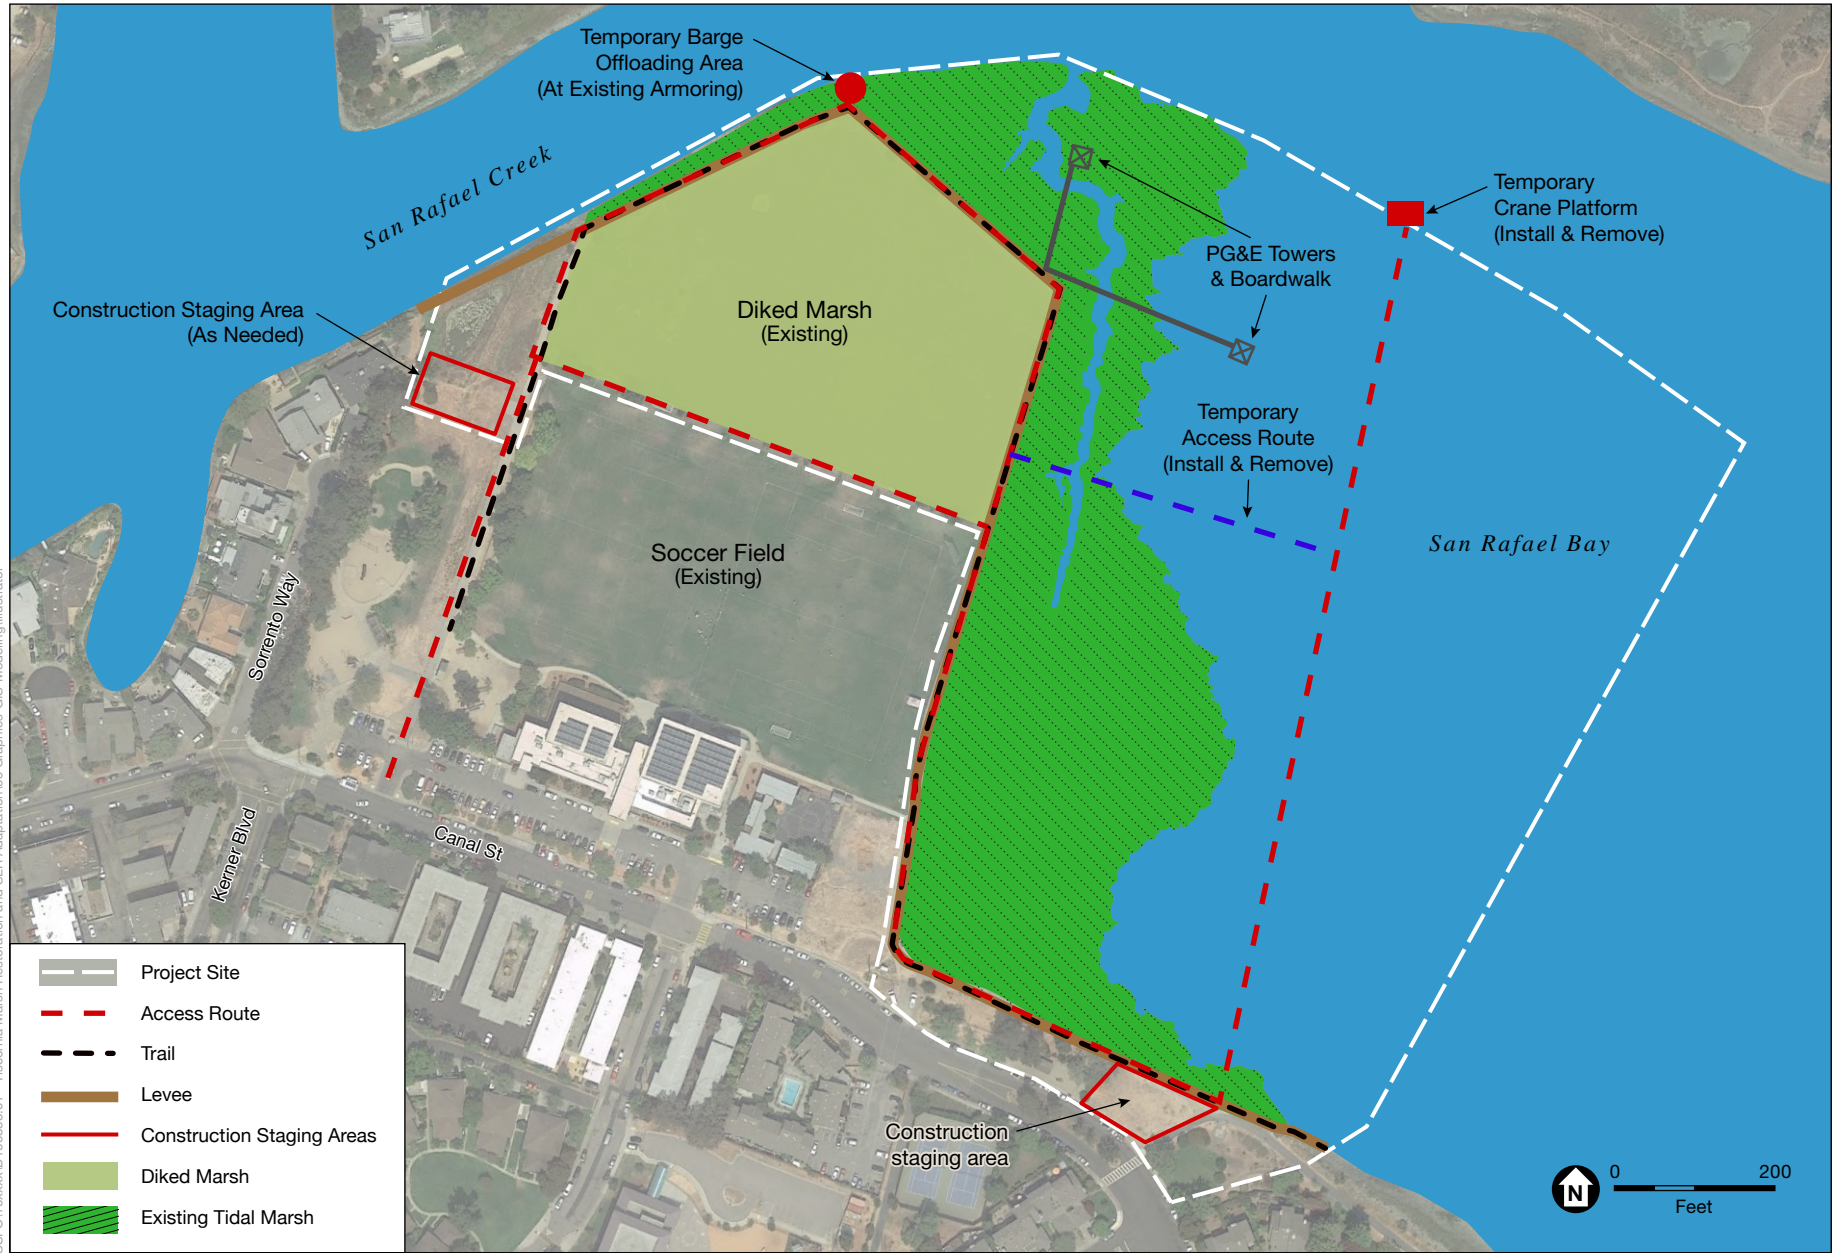 Temporary Barge
Offloading Area
(At Existing Armoring)
San Rafael Creek
Temporary
Crane Platform
(Install & Remove)
PG&E Towers
& Boardwalk
Construction Staging Area
(As Needed)
Diked Marsh
(Existing)
Temporary
Access Route
(Install & Remove)
San Rafael Bay
Soccer Field
(Existing)
Sorrento Way
Kerner Blvd
Canal St
Construction
staging area
Project Site
Access Route
Trail
Levee
Construction Staging Areas
Diked Marsh
Existing Tidal Marsh
N
0 200
Feet